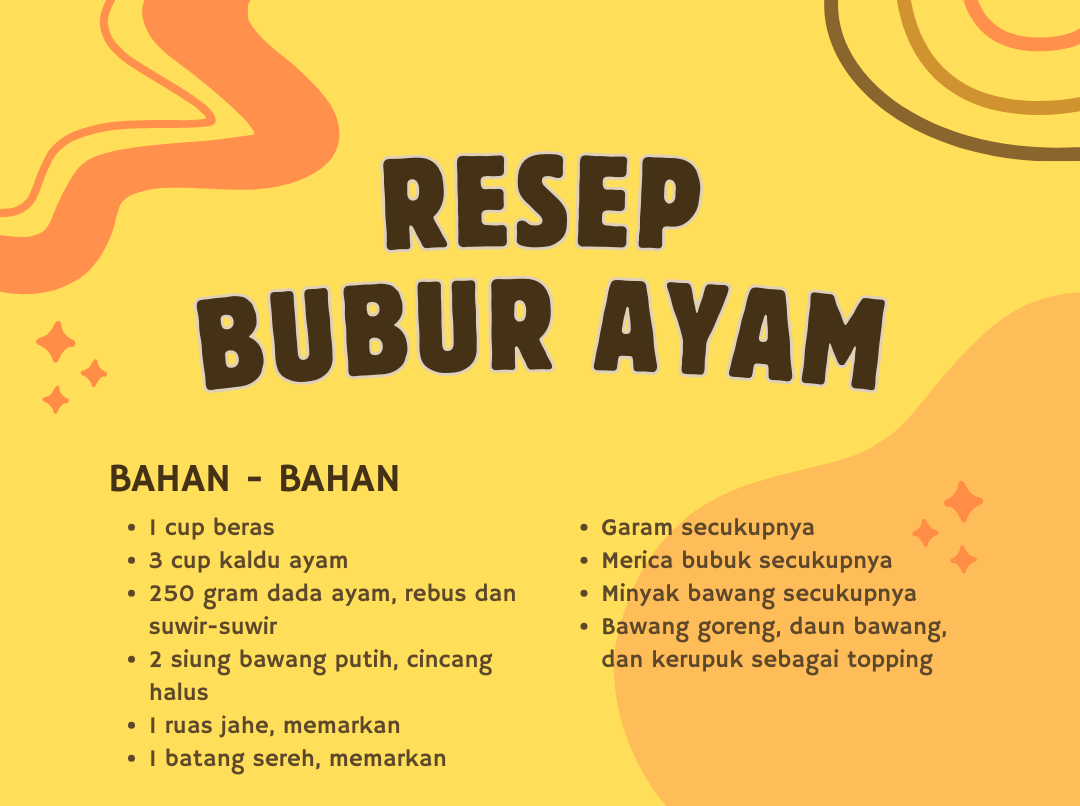 RESEP
BUBUR AYAM
BAHAN - BAHAN
• 1 cup beras
• 3 cup kaldu ayam
• 250 gram dada ayam, rebus dan
suwir-suwir
• 2 siung bawang putih, cincang
halus
• 1 ruas jahe, memarkan
• 1 batang sereh, memarkan
• Garam secukupnya
• Merica bubuk secukupnya
• Minyak bawang secukupnya
• Bawang goreng, daun bawang,
dan kerupuk sebagai topping